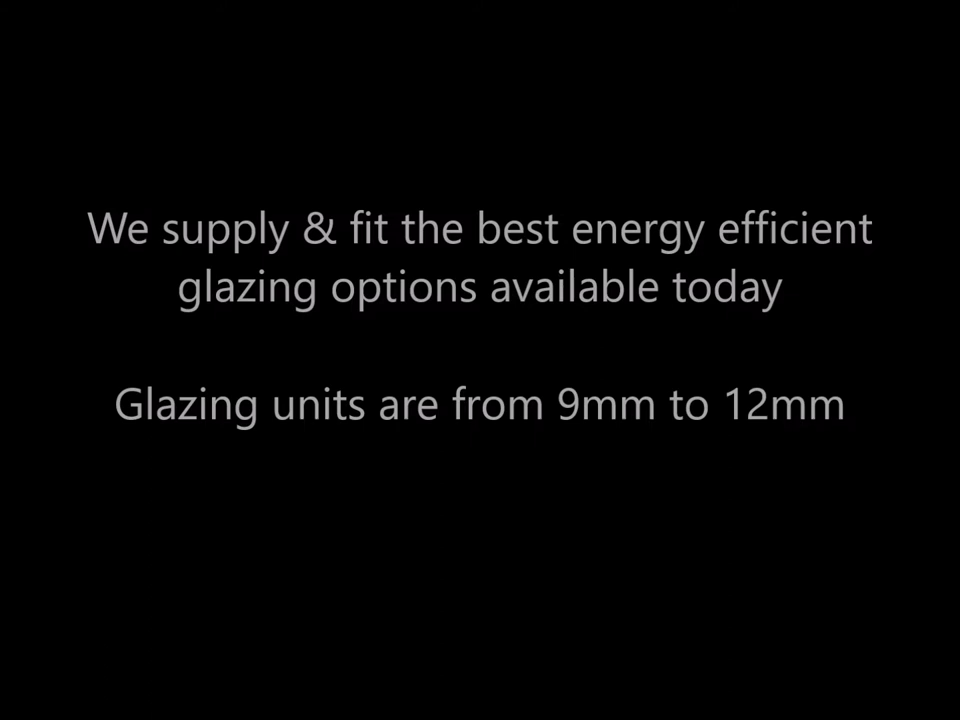 We supply & fit the best energy efficient
glazing options available today
Glazing units are from 9mm to 12mm